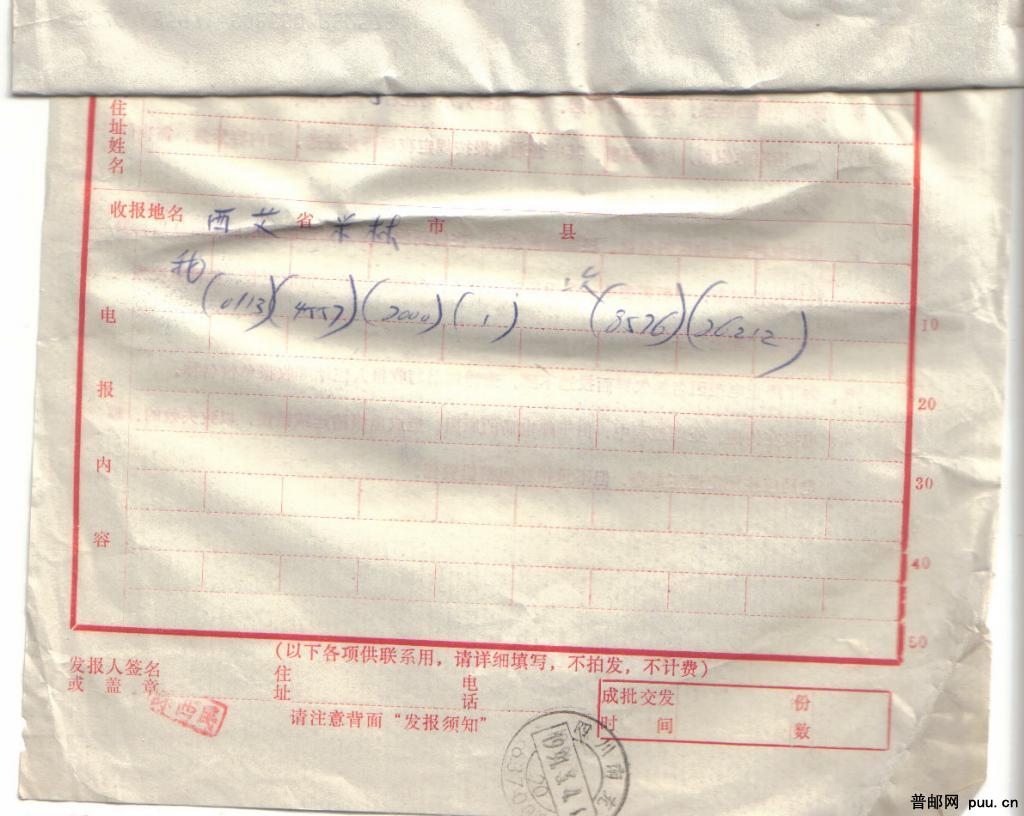 住址姓名
收报地名 西艾省米林市 县
(0113)(4557)(2000)(1) (8576)(26212)
10
电
报
内
容
20
30
40
50
(以下各项供联系用，请详细填写，不拍发，不计费)
发报人签名
或盖章
住址
电话
成批交发
时间
份
数
请注意背面“发报须知”
四川南
普邮网 puu.cn